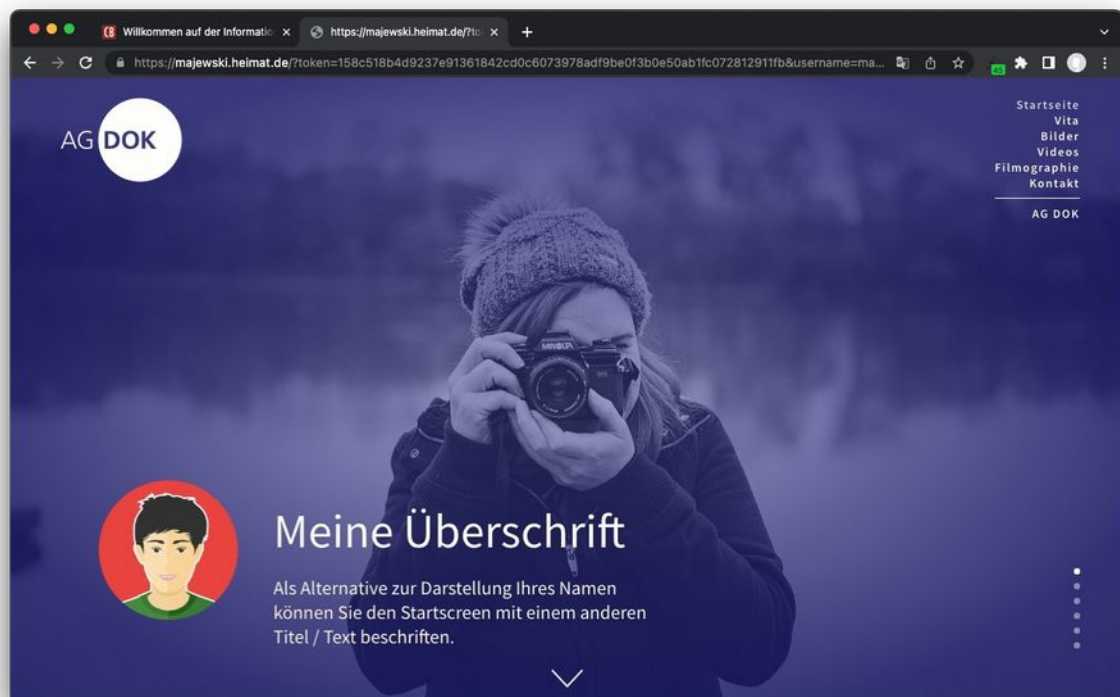 Willkommen auf der Informatio
https://majewski.heimat.de/?to
https://majewski.heimat.de/?token=158c518b4d9237e91361842cd0c6073978adf9be0f3b0e50ab1fc072812911fb&username=ma...
45
AG DOK
Startseite
Vita
Bilder
Videos
Filmographie
Kontakt
AG DOK
MINOLTA
Meine Überschrift
Als Alternative zur Darstellung Ihres Namen
können Sie den Startscreen mit einem anderen
Titel / Text beschriften.